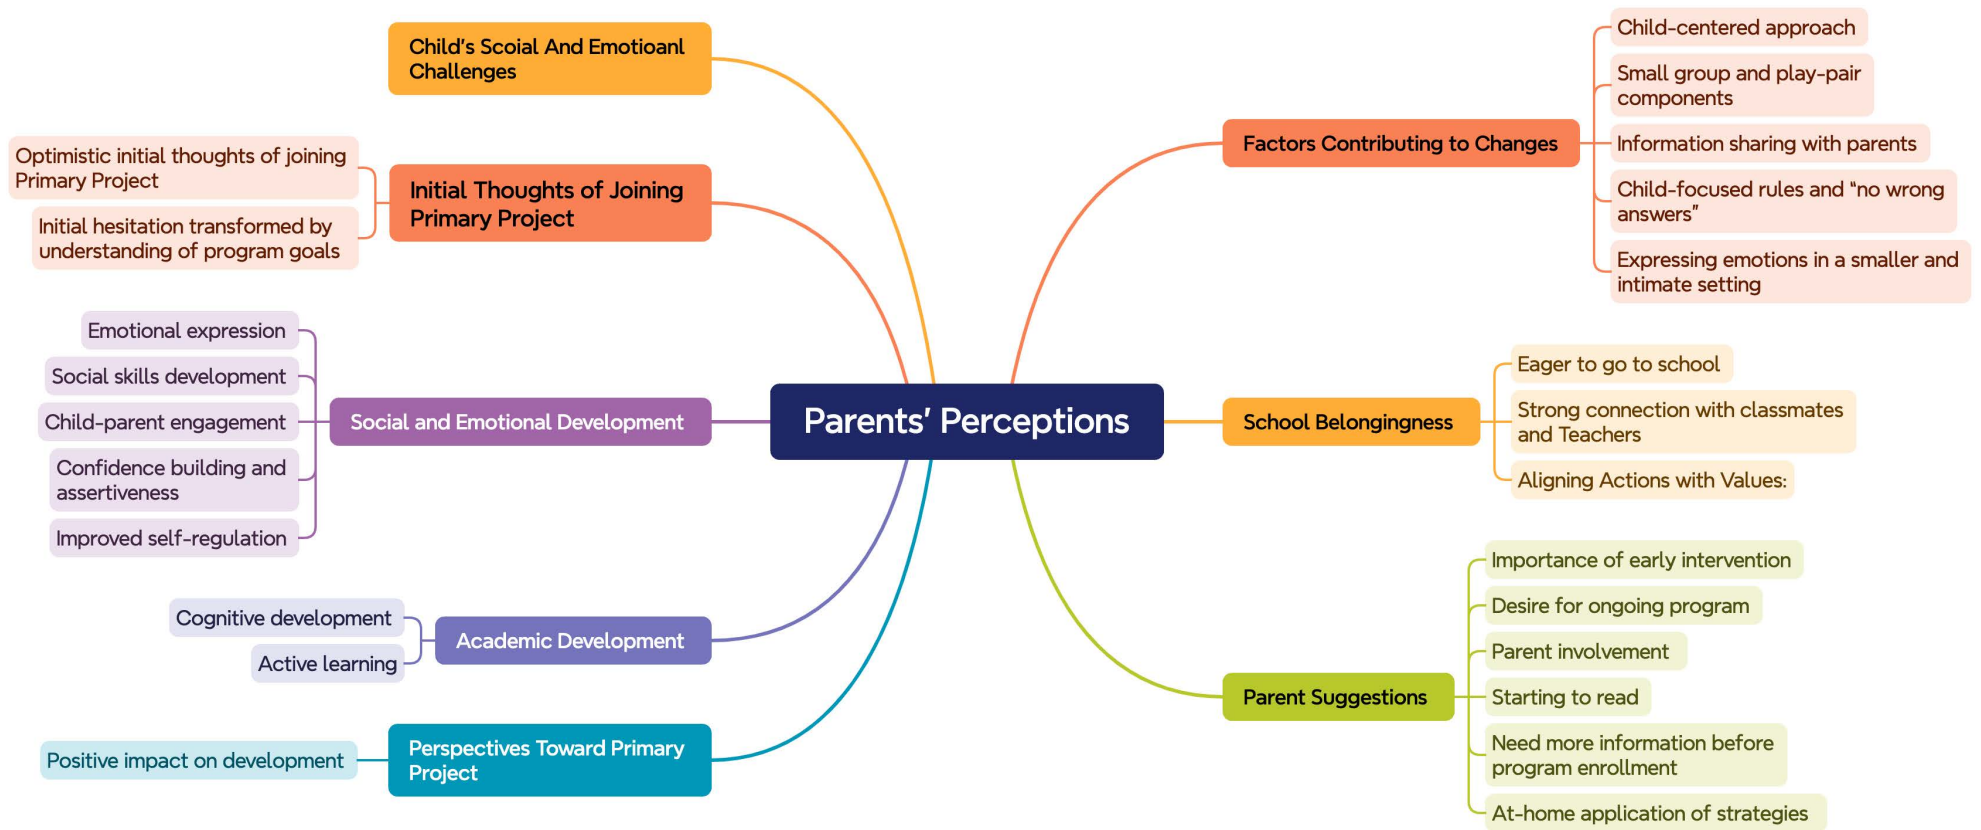 Parents' Perceptions
Child's Scoial And Emotioanl
Challenges
Initial Thoughts of Joining
Primary Project
Optimistic initial thoughts of joining
Primary Project
Initial hesitation transformed by
understanding of program goals
Social and Emotional Development
Emotional expression
Social skills development
Child-parent engagement
Confidence building and
assertiveness
Improved self-regulation
Academic Development
Cognitive development
Active learning
Perspectives Toward Primary
Project
Positive impact on development
Factors Contributing to Changes
Child-centered approach
Small group and play-pair
components
Information sharing with parents
Child-focused rules and “no wrong
answers”
Expressing emotions in a smaller and
intimate setting
School Belongingness
Eager to go to school
Strong connection with classmates
and Teachers
Aligning Actions with Values:
Parent Suggestions
Importance of early intervention
Desire for ongoing program
Parent involvement
Starting to read
Need more information before
program enrollment
At-home application of strategies